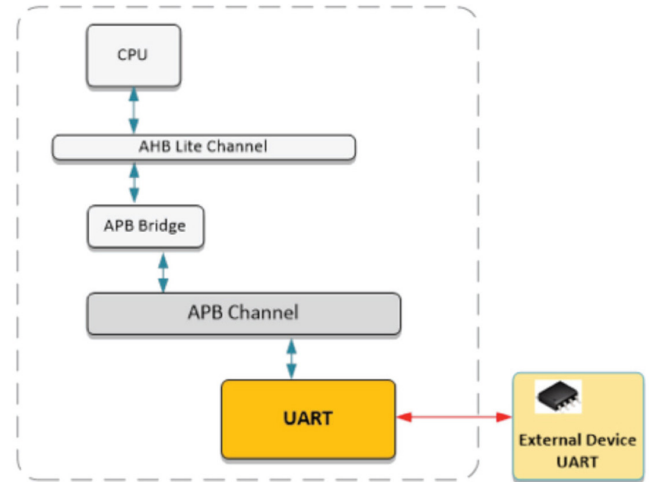 CPU
AHB Lite Channel
APB Bridge
APB Channel
UART
External Device
UART